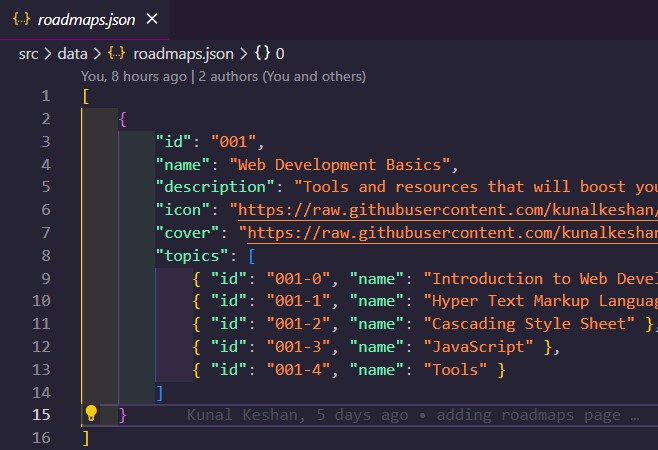 {..} roadmaps.json ×
src > data > {..} roadmaps.json > {} 0
You, 8 hours ago | 2 authors (You and others)
1 [
2 {
3 "id": "001",
4 "name": "Web Development Basics",
5 "description": "Tools and resources that will boost you
6 "icon": "https://raw.githubusercontent.com/kunalkeshan/
7 "cover": "https://raw.githubusercontent.com/kunalkeshan
8 "topics": [
9 { "id": "001-0", "name": "Introduction to Web Devel
10 { "id": "001-1", "name": "Hyper Text Markup Languag
11 { "id": "001-2", "name": "Cascading Style Sheet" },
12 { "id": "001-3", "name": "JavaScript" },
13 { "id": "001-4", "name": "Tools" }
14 ]
15 } Kunal Keshan, 5 days ago • adding roadmaps page …
16 ]